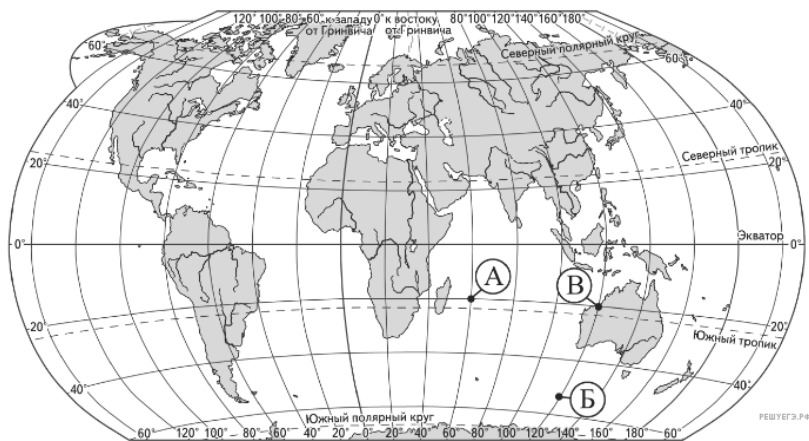 120° 100° 80° 60° к западу 0° к востоку 80° 100° 120° 140° 160° 180°
от Гринвича от Гринвича
60° Северный полярный круг 60°
40° 40°
Северный тропик
20° 20°
Экватор
0° 0°
А
В
20° 20°
Южный тропик
40° 40°
Б
РЕШУЕГЭ.РФ
Южный полярный круг
60° 120° 100° 80° 60° 40° 20° 0° 20° 40° 60° 80° 100° 120° 140° 160° 180° 60°